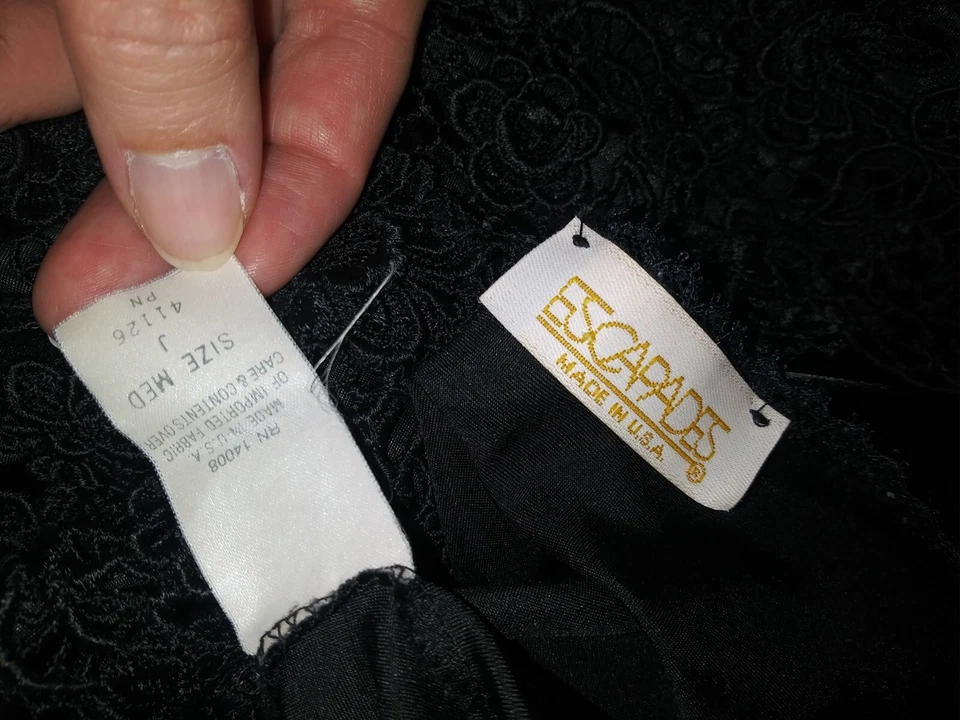 RN 14008
MADE IN U.S.A.
OF IMPORTED FABRIC
CARE & CONTENTS OVER
SIZE MED
J
41126
PN
ESCAPADES
MADE IN U.S.A.
®